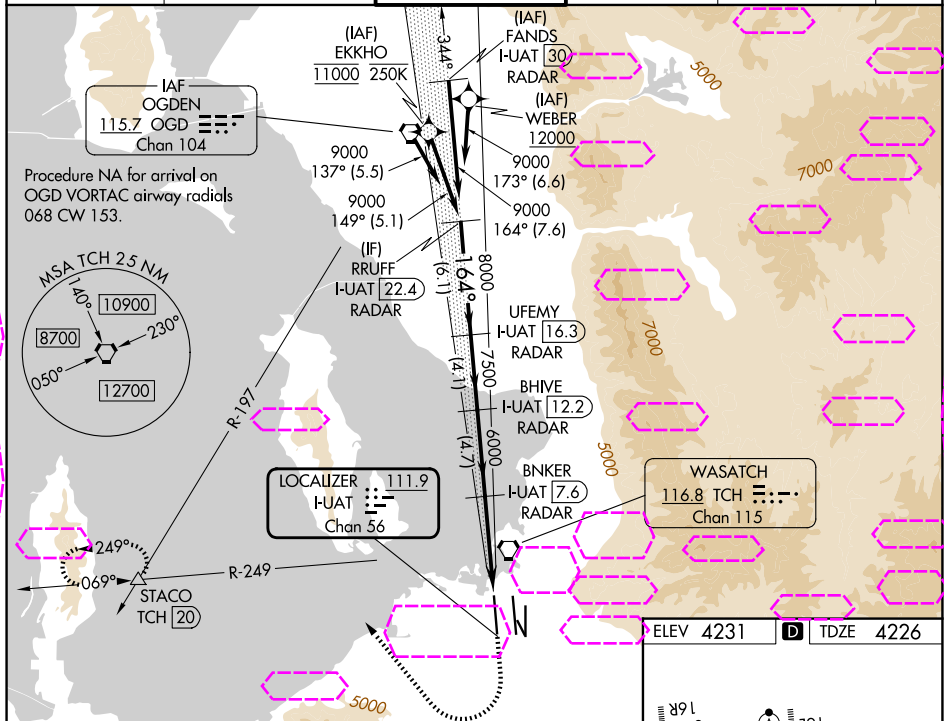 (IAF)
EKKHO
11000 250K
344°
(IAF)
FANDS
I-UAT 30
RADAR
5000
(IAF)
WEBER
12000
IAF
OGDEN
115.7 OGD
Chan 104
Procedure NA for arrival on
OGD VORTAC airway radials
068 CW 153.
9000
137° (5.5)
9000
173° (6.6)
7000
9000
149° (5.1)
9000
164° (7.6)
(IF)
RRUFF
I-UAT 22.4
RADAR
164°
(6.1)
8000
MSA TCH 25 NM
140°
10900
8700
230°
050°
12700
UFEMY
I-UAT 16.3
RADAR
7000
(4.1)
7500
R-197
BHIVE
I-UAT 12.2
RADAR
(4.7)
6000
5000
BNKER
I-UAT 7.6
RADAR
LOCALIZER 111.9
I-UAT
Chan 56
WASATCH
116.8 TCH
Chan 115
249°
069°
R-249
STACO
TCH 20
ELEV 4231 D TDZE 4226
5000
16R